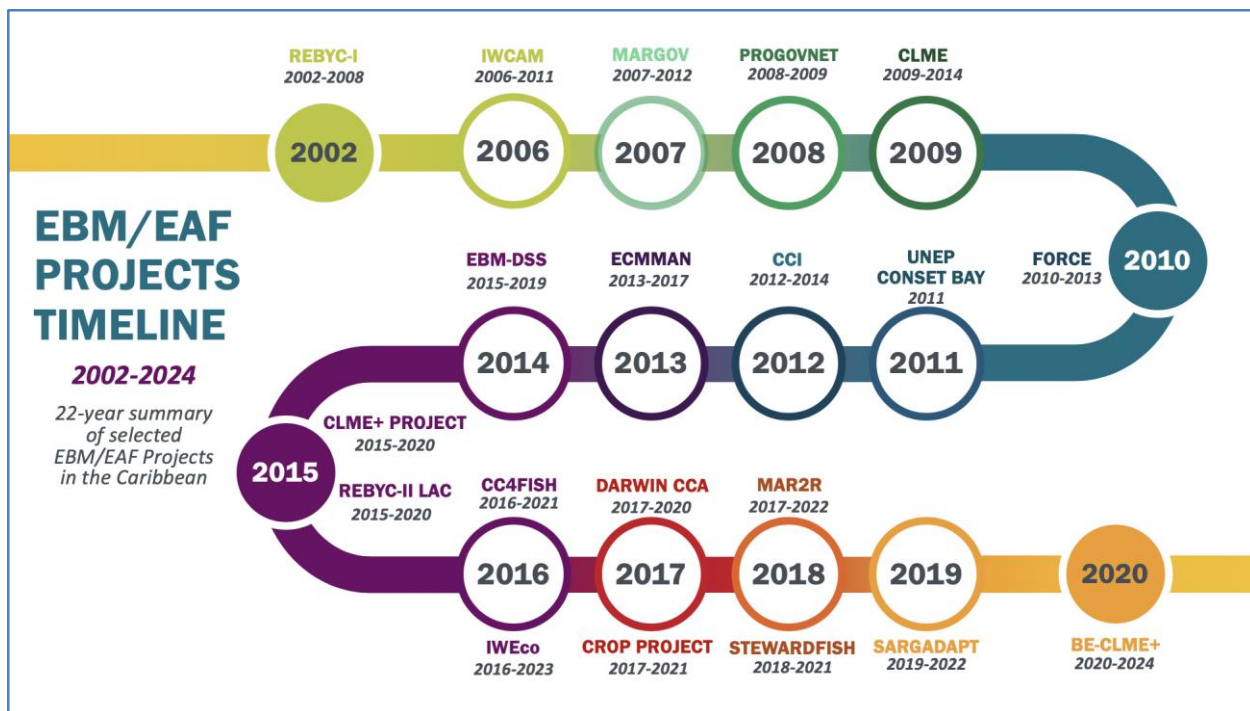 REBYC-I
2002-2008
IWCAM
2006-2011
MARGOV
2007-2012
PROGOVNET
2008-2009
CLME
2009-2014
2002
2006
2007
2008
2009
EBM/EAF
PROJECTS
TIMELINE
2002-2024
22-year summary
of selected
EBM/EAF Projects
in the Caribbean
EBM-DSS
2015-2019
ECMMAN
2013-2017
CCI
2012-2014
UNEP
CONSET BAY
2011
FORCE
2010-2013
2010
2014
2013
2012
2011
2015
CLME+ PROJECT
2015-2020
REBYC-II LAC
2015-2020
CC4FISH
2016-2021
DARWIN CCA
2017-2020
MAR2R
2017-2022
2016
2017
2018
2019
2020
IWEco
2016-2023
CROP PROJECT
2017-2021
STEWARDFISH
2018-2021
SARGADAPT
2019-2022
BE-CLME+
2020-2024